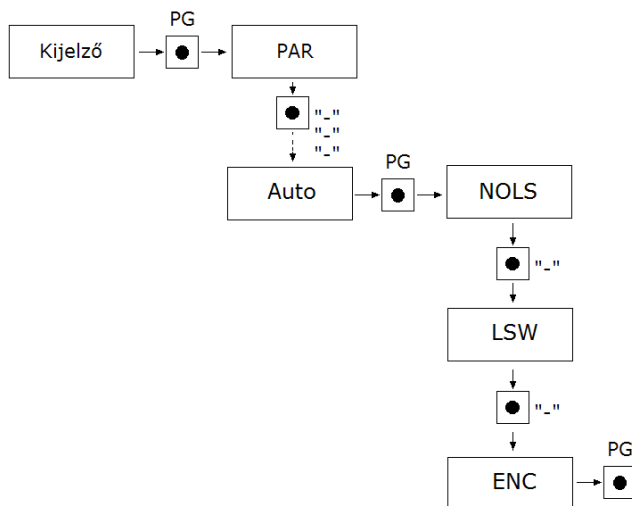 PG
Kijelző
PAR
"-"
"-"
"-"
PG
Auto
NOLS
"-"
LSW
"-"
PG
ENC